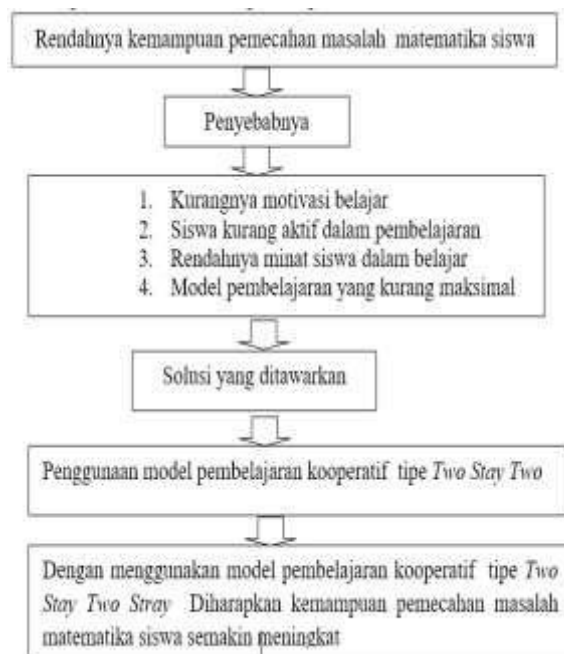 Rendahnya kemampuan pemecahan masalah matematika siswa
Penyebabnya
1. Kurangnya motivasi belajar
2. Siswa kurang aktif dalam pembelajaran
3. Rendahnya minat siswa dalam belajar
4. Model pembelajaran yang kurang maksimal
Solusi yang ditawarkan
Penggunaan model pembelajaran kooperatif tipe Two Stay Two
Dengan menggunakan model pembelajaran kooperatif tipe Two
Stay Two Stray Diharapkan kemampuan pemecahan masalah
matematika siswa semakin meningkat